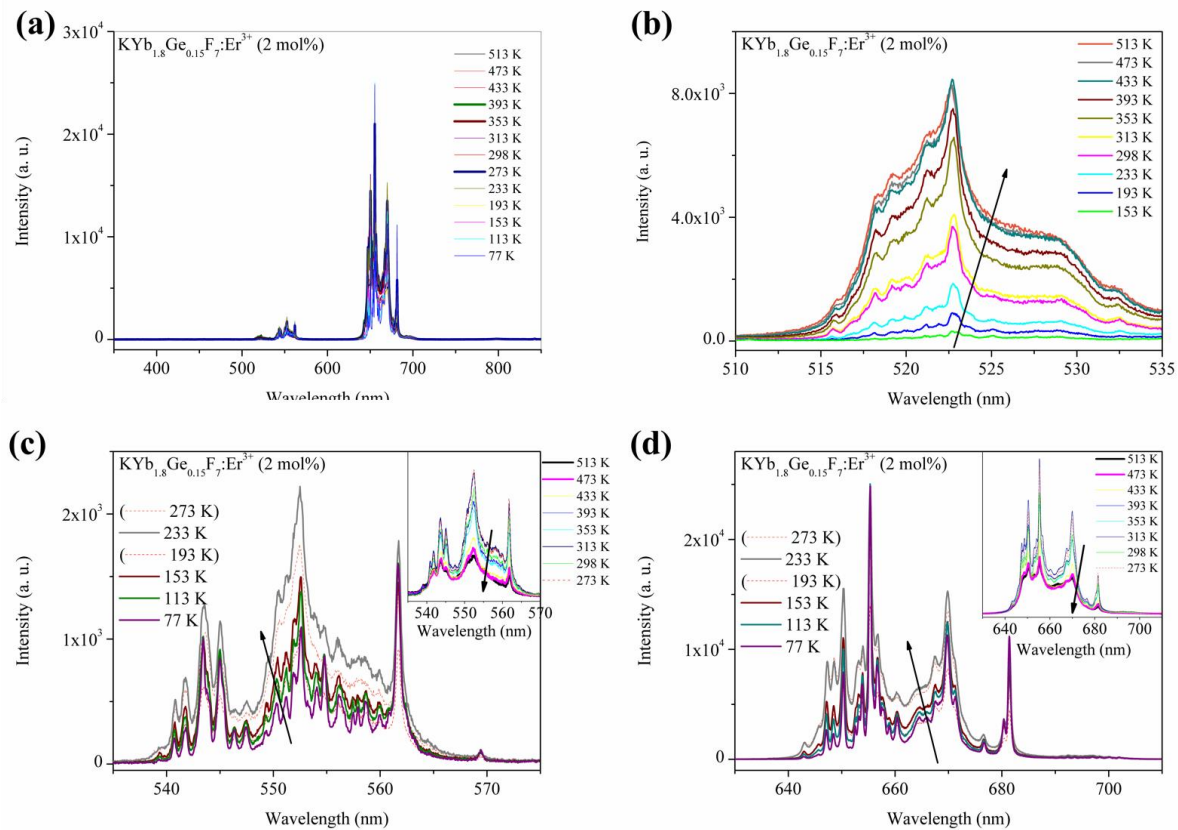 (a)
KYb1.8Ge0.15F7:Er3+ (2 mol%)
3x10^4
2x10^4
1x10^4
0
Intensity (a. u.)
513 K
473 K
433 K
393 K
353 K
313 K
298 K
273 K
233 K
193 K
153 K
113 K
77 K
400 500 600 700 800
Wavelength (nm)
(b)
KYb1.8Ge0.15F7:Er3+ (2 mol%)
8.0x10^3
4.0x10^3
0.0
Intensity (a. u.)
513 K
473 K
433 K
393 K
353 K
313 K
298 K
233 K
193 K
153 K
510 515 520 525 530 535
Wavelength (nm)
(c)
KYb1.8Ge0.15F7:Er3+ (2 mol%)
2x10^3
1x10^3
0
Intensity (a. u.)
( 273 K)
233 K
( 193 K)
153 K
113 K
77 K
540 550 560 570
Wavelength (nm)
513 K
473 K
433 K
393 K
353 K
313 K
298 K
273 K
540 550 560 570
Wavelength (nm)
(d)
KYb1.8Ge0.15F7:Er3+ (2 mol%)
2x10^4
1x10^4
0
Intensity (a. u.)
( 273 K)
233 K
( 193 K)
153 K
113 K
77 K
640 660 680 700
Wavelength (nm)
513 K
473 K
433 K
393 K
353 K
313 K
298 K
273 K
640 660 680 700
Wavelength (nm)